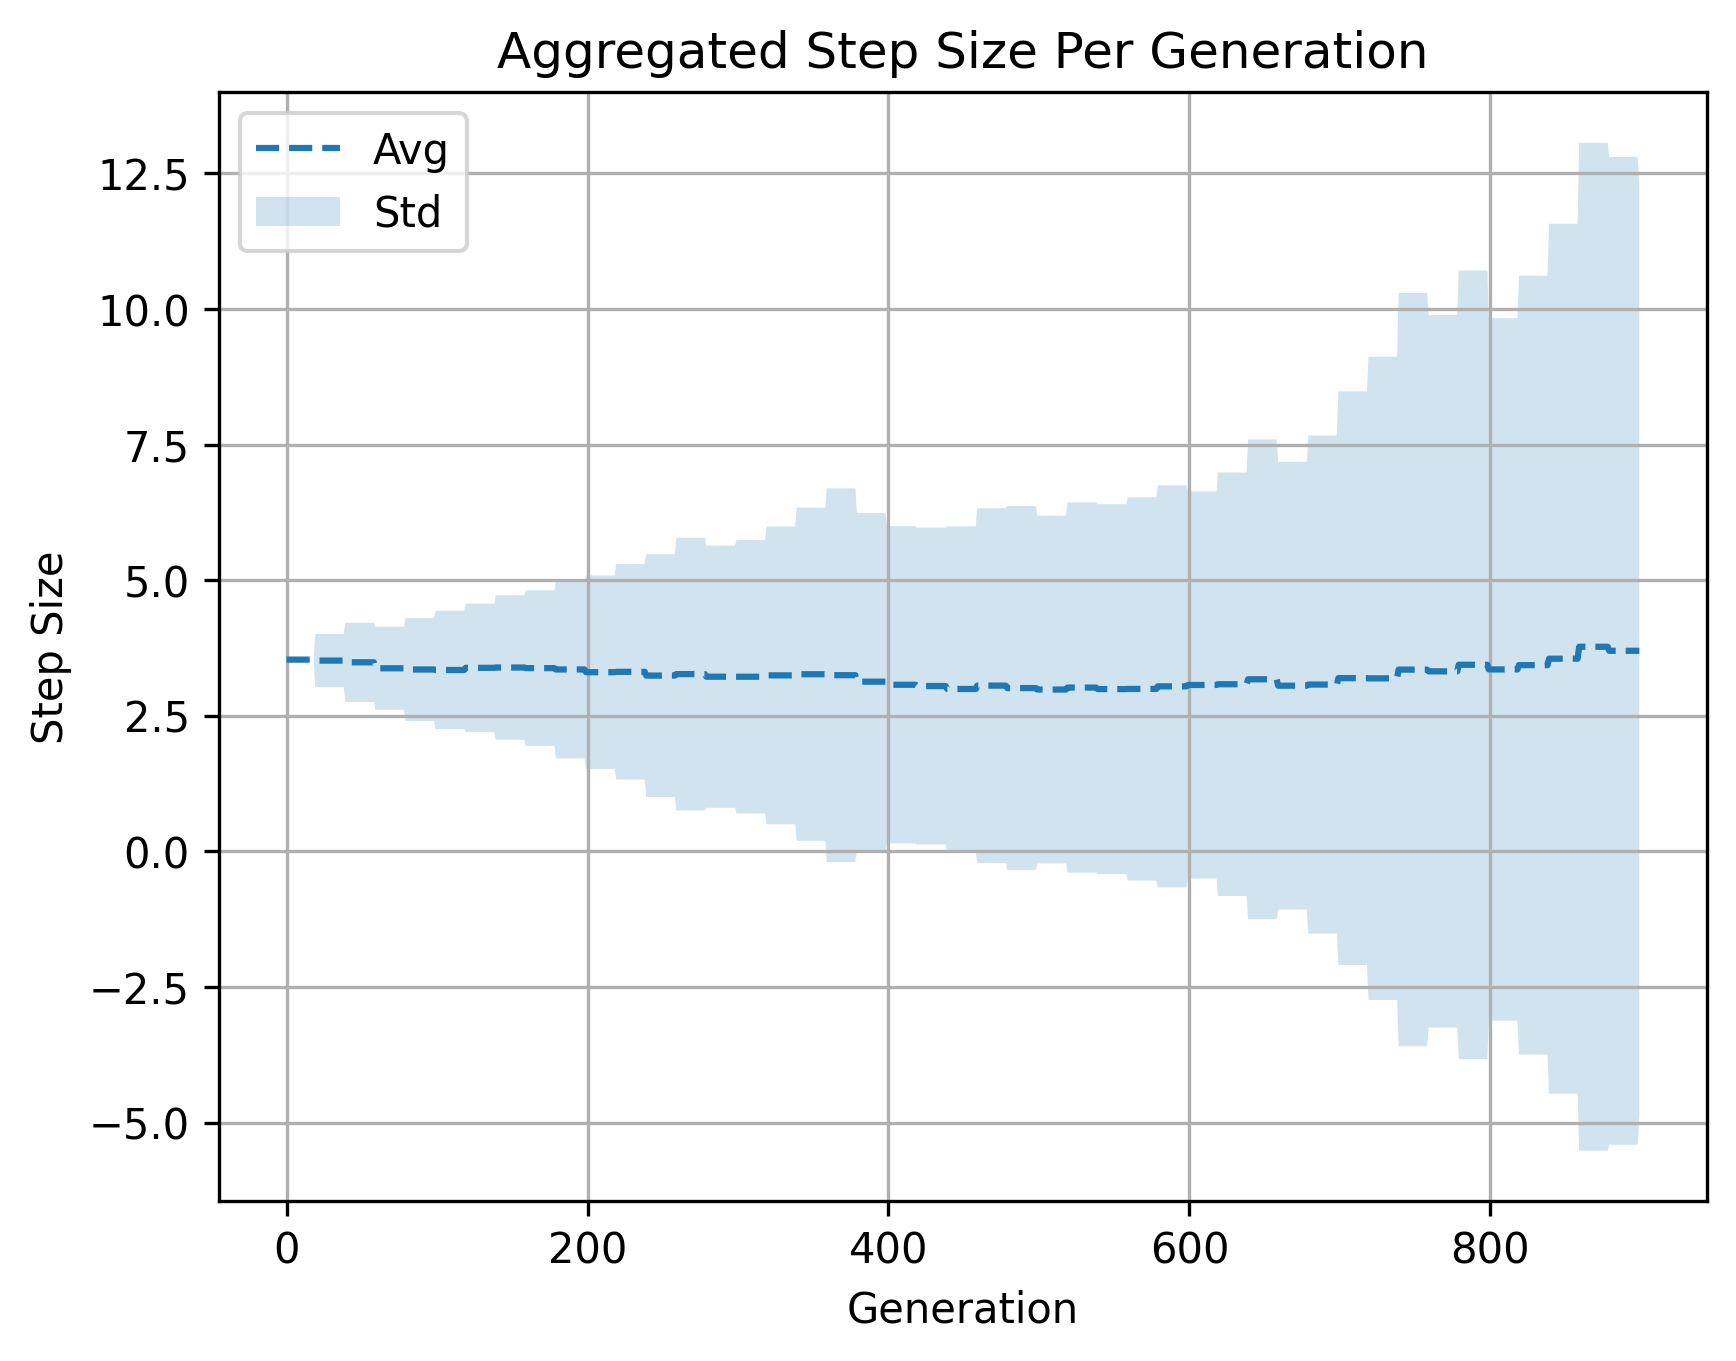 Aggregated Step Size Per Generation
Avg
Std
12.5
10.0
7.5
5.0
2.5
0.0
−2.5
−5.0
Step Size
0 200 400 600 800
Generation